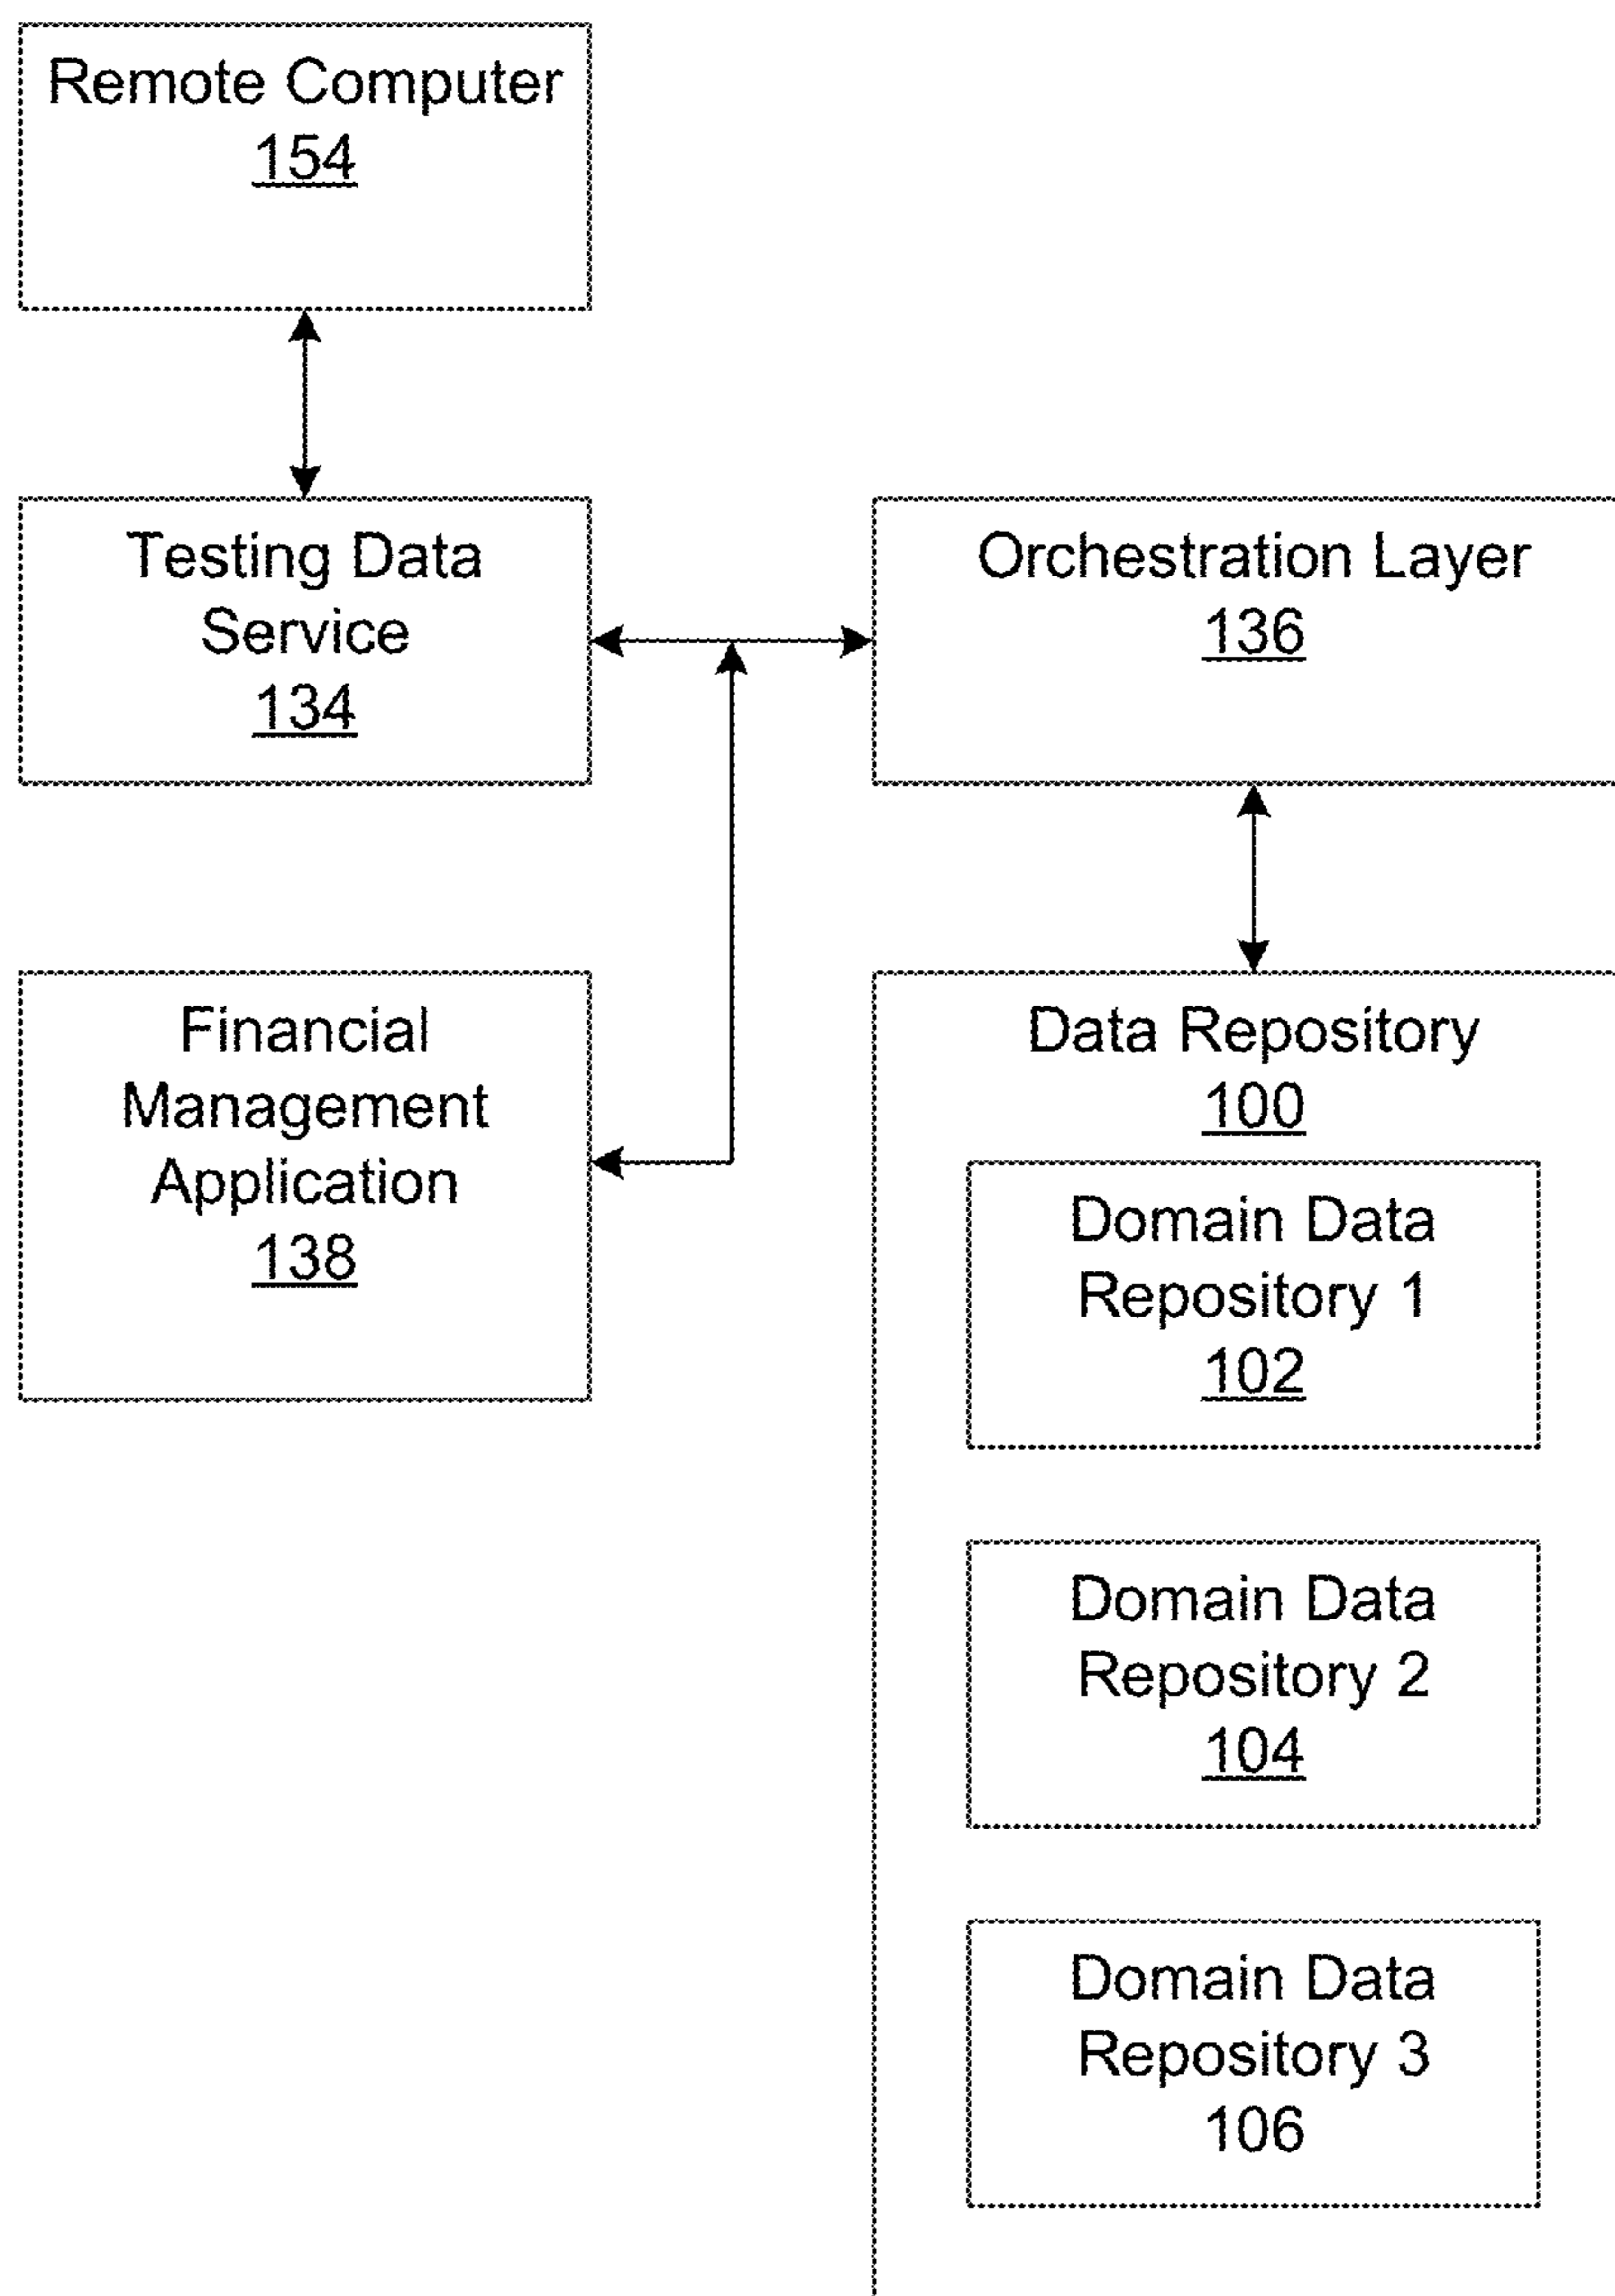 Remote Computer
154
Testing Data
Service
134
Orchestration Layer
136
Financial
Management
Application
138
Data Repository
100
Domain Data
Repository 1
102
Domain Data
Repository 2
104
Domain Data
Repository 3
106